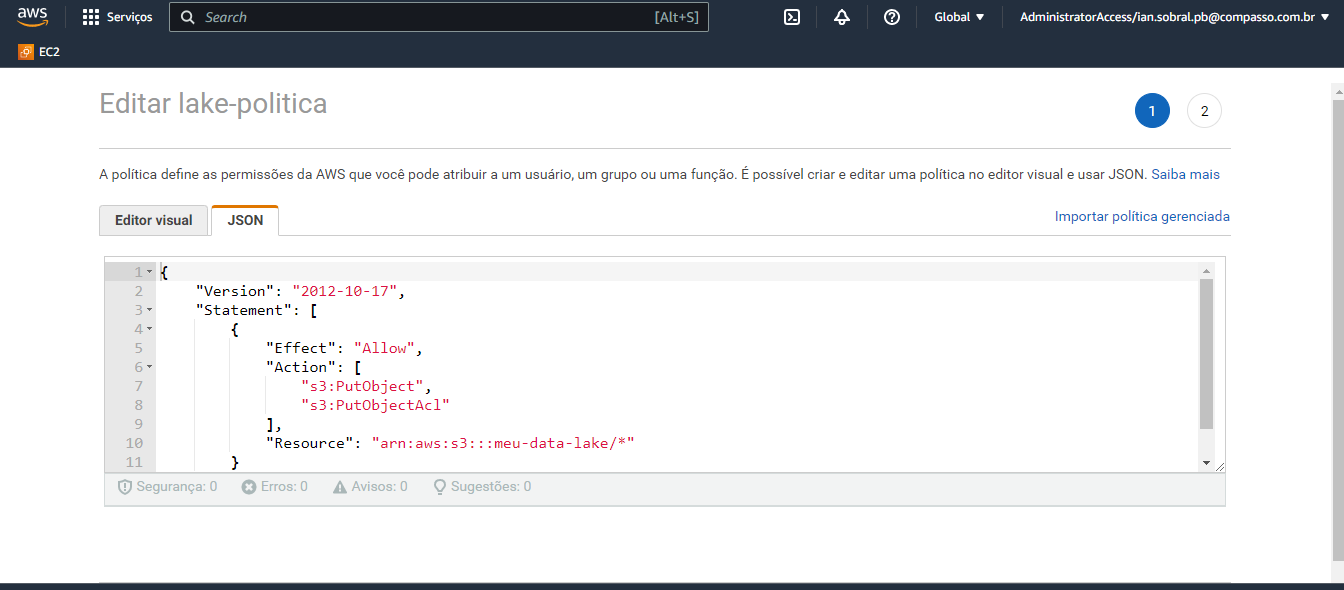 aws
Serviços
Search
[Alt+S]
Global
AdministratorAccess/ian.sobral.pb@compasso.com.br
EC2
Editar lake-politica
1
2
A política define as permissões da AWS que você pode atribuir a um usuário, um grupo ou uma função. É possível criar e editar uma política no editor visual e usar JSON. Saiba mais
Editor visual
JSON
Importar política gerenciada
1 {
2 "Version": "2012-10-17",
3 "Statement": [
4 {
5 "Effect": "Allow",
6 "Action": [
7 "s3:PutObject",
8 "s3:PutObjectAcl"
9 ],
10 "Resource": "arn:aws:s3:::meu-data-lake/*"
11 }
Segurança: 0
Erros: 0
Avisos: 0
Sugestões: 0